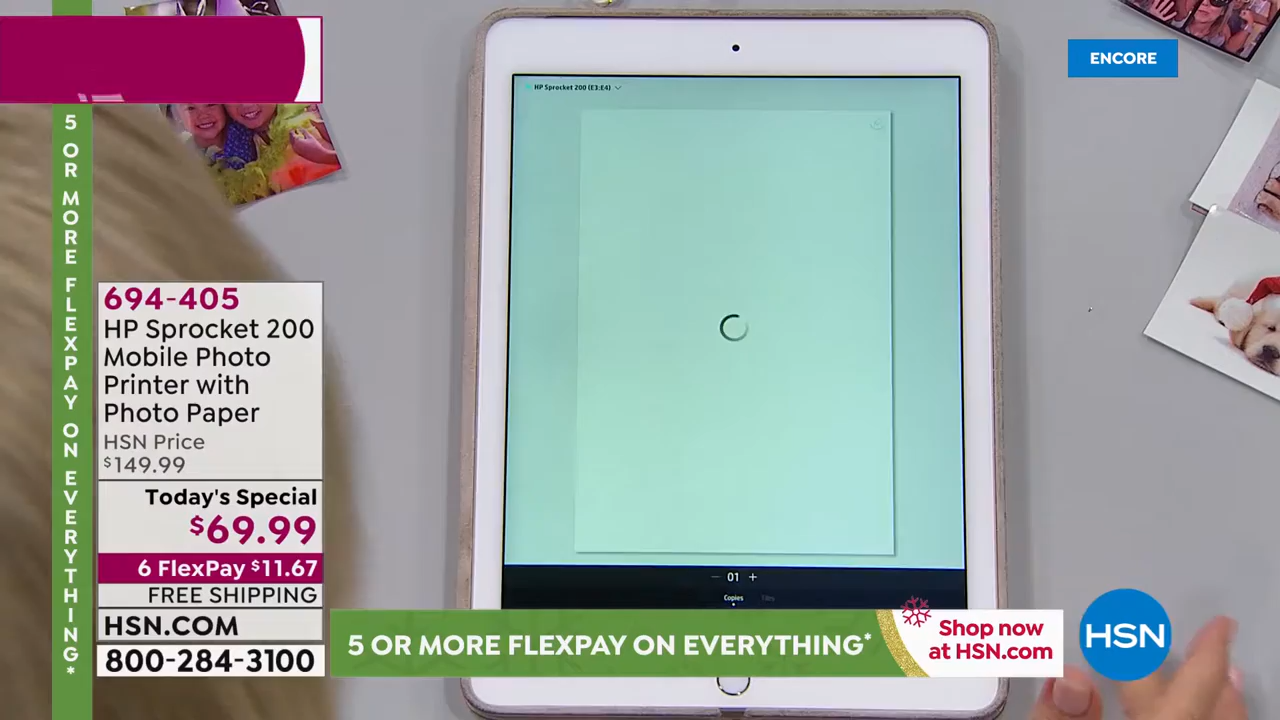 ENCORE
HP Sprocket 200 (E3:E4)
5 OR MORE FLEXPAY ON EVERYTHING*
694-405
HP Sprocket 200
Mobile Photo
Printer with
Photo Paper
HSN Price
$149.99
Today's Special
$69.99
6 FlexPay $11.67
FREE SHIPPING
HSN.COM
800-284-3100
01
Copies
Tiles
5 OR MORE FLEXPAY ON EVERYTHING*
Shop now
at HSN.com
HSN